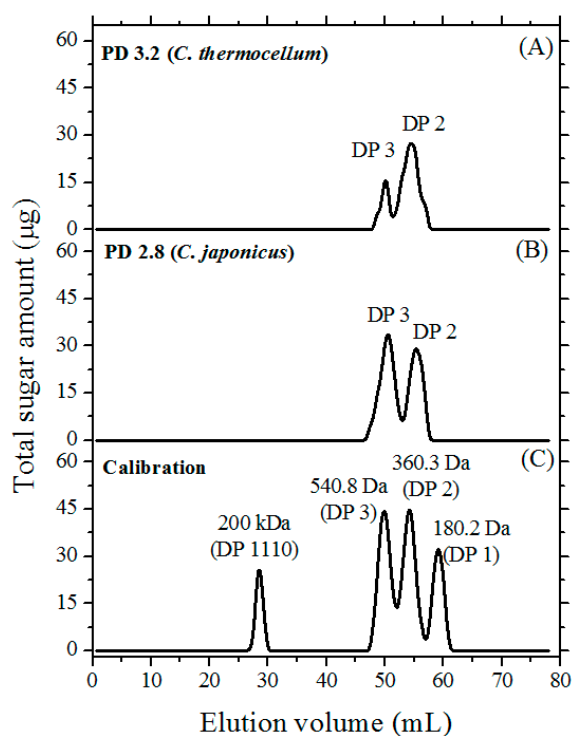 60
PD 3.2 (C. thermocellum)
(A)
45
30
DP 2
DP 3
15
0
60
PD 2.8 (C. japonicus)
(B)
45
DP 3
DP 2
30
15
0
60
Calibration
(C)
360.3 Da
540.8 Da
(DP 2)
45
(DP 3)
200 kDa
180.2 Da
(DP 1110)
(DP 1)
30
15
0
0 10 20 30 40 50 60 70 80
Elution volume (mL)
Total sugar amount (µg)